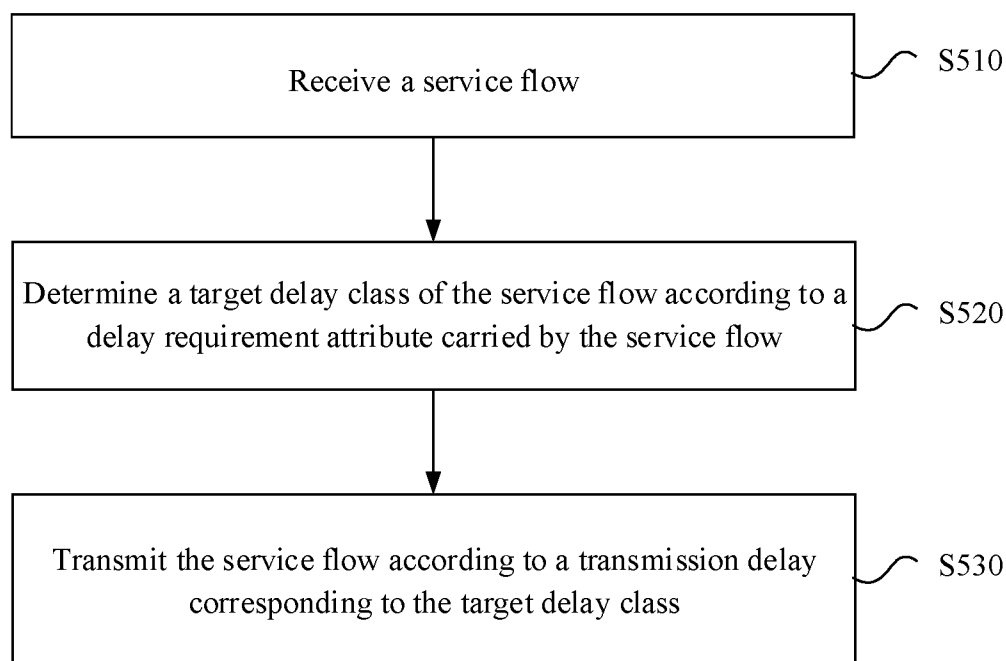 Receive a service flow
S510
Determine a target delay class of the service flow according to a
delay requirement attribute carried by the service flow
S520
Transmit the service flow according to a transmission delay
corresponding to the target delay class
S530